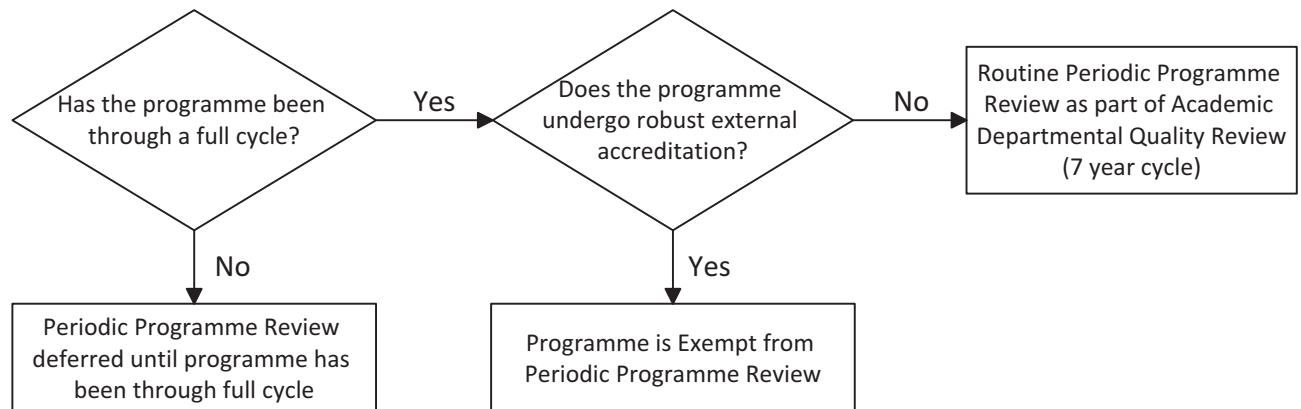 Has the programme been
through a full cycle?
Yes
Does the programme
undergo robust external
accreditation?
No
Routine Periodic Programme
Review as part of Academic
Departmental Quality Review
(7 year cycle)
No
Yes
Periodic Programme Review
deferred until programme has
been through full cycle
Programme is Exempt from
Periodic Programme Review